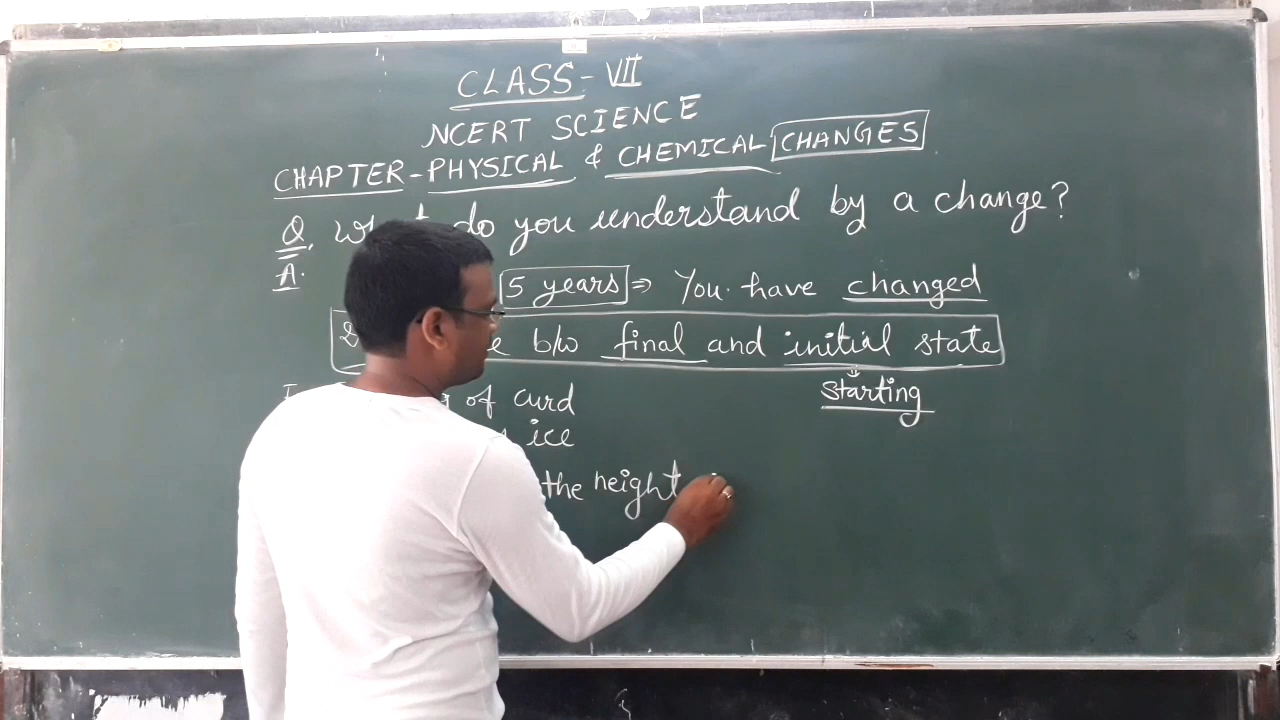 CLASS - VII
NCERT SCIENCE
CHAPTER - PHYSICAL & CHEMICAL CHANGES
Q. do you understand by a change?
A. 5 years ⇒ You have changed
b/w final and initial state
starting
of curd
ice
the height